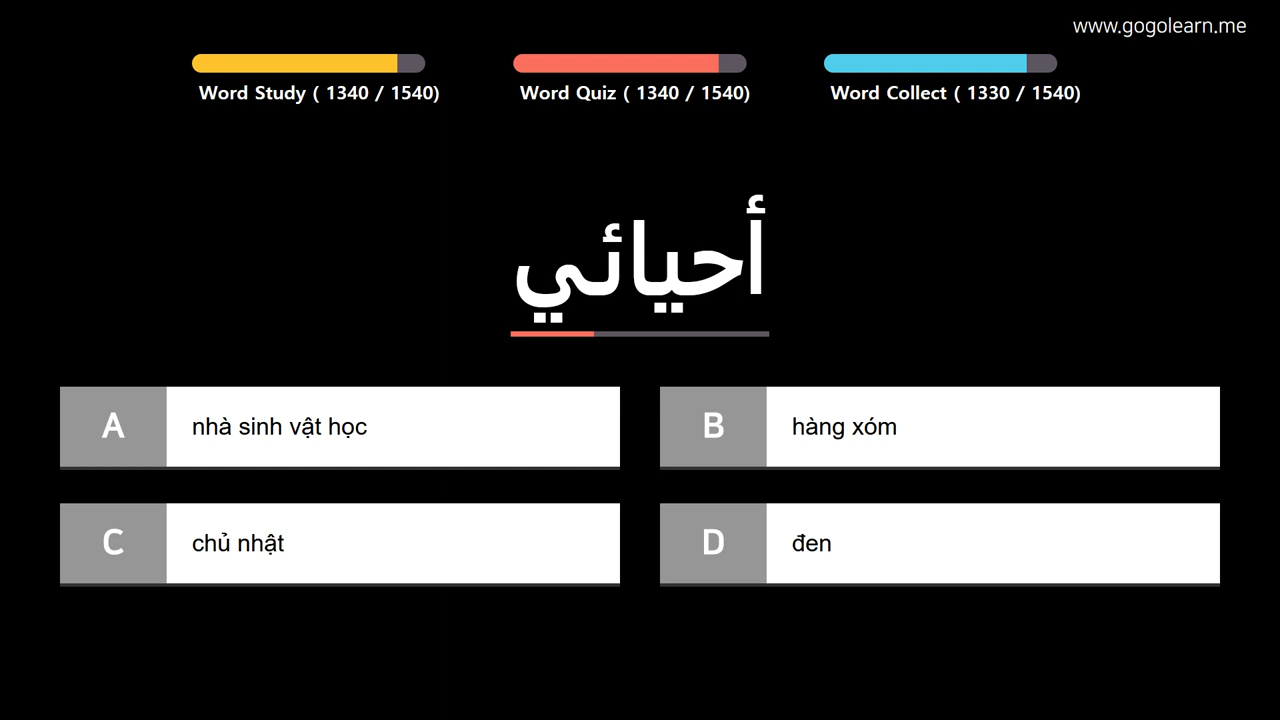 www.gogolearn.me
Word Study ( 1340 / 1540)
Word Quiz ( 1340 / 1540)
Word Collect ( 1330 / 1540)
أحيائي
A nhà sinh vật học
B hàng xóm
C chủ nhật
D đen